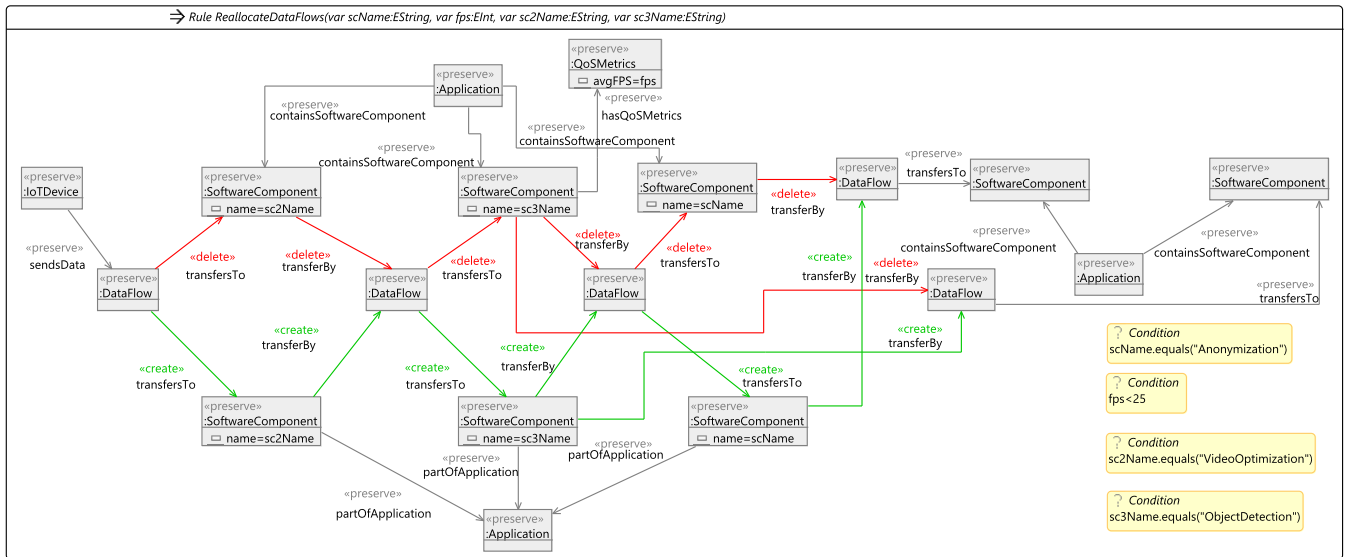 Rule ReallocateDataFlows(var scName:EString, var fps:EInt, var sc2Name:EString, var sc3Name:EString)
«preserve»
:QoSMetrics
avgFPS=fps
«preserve»
:Application
«preserve»
containsSoftwareComponent
«preserve»
hasQoSMetrics
«preserve»
containsSoftwareComponent
«preserve»
containsSoftwareComponent
«preserve»
:IoTDevice
«preserve»
:SoftwareComponent
name=sc2Name
«preserve»
:SoftwareComponent
name=sc3Name
«preserve»
:SoftwareComponent
name=scName
«preserve»
:DataFlow
«preserve»
transfersTo
«preserve»
:SoftwareComponent
«preserve»
:SoftwareComponent
«delete»
transferBy
«preserve»
sendsData
«delete»
transfersTo
«delete»
transferBy
«delete»
transfersTo
«delete»
transferBy
«delete»
transfersTo
«preserve»
containsSoftwareComponent
«preserve»
containsSoftwareComponent
«create»
transferBy
«delete»
transferBy
«preserve»
:DataFlow
«preserve»
:DataFlow
«preserve»
:DataFlow
«preserve»
:DataFlow
«preserve»
:Application
«preserve»
transfersTo
«create»
transfersTo
«create»
transferBy
«create»
transfersTo
«create»
transferBy
«create»
transfersTo
«create»
transferBy
? Condition
scName.equals("Anonymization")
? Condition
fps<25
? Condition
sc2Name.equals("VideoOptimization")
? Condition
sc3Name.equals("ObjectDetection")
«preserve»
:SoftwareComponent
name=sc2Name
«preserve»
:SoftwareComponent
name=sc3Name
«preserve»
:SoftwareComponent
name=scName
«preserve»
partOfApplication
«preserve»
partOfApplication
«preserve»
partOfApplication
«preserve»
:Application